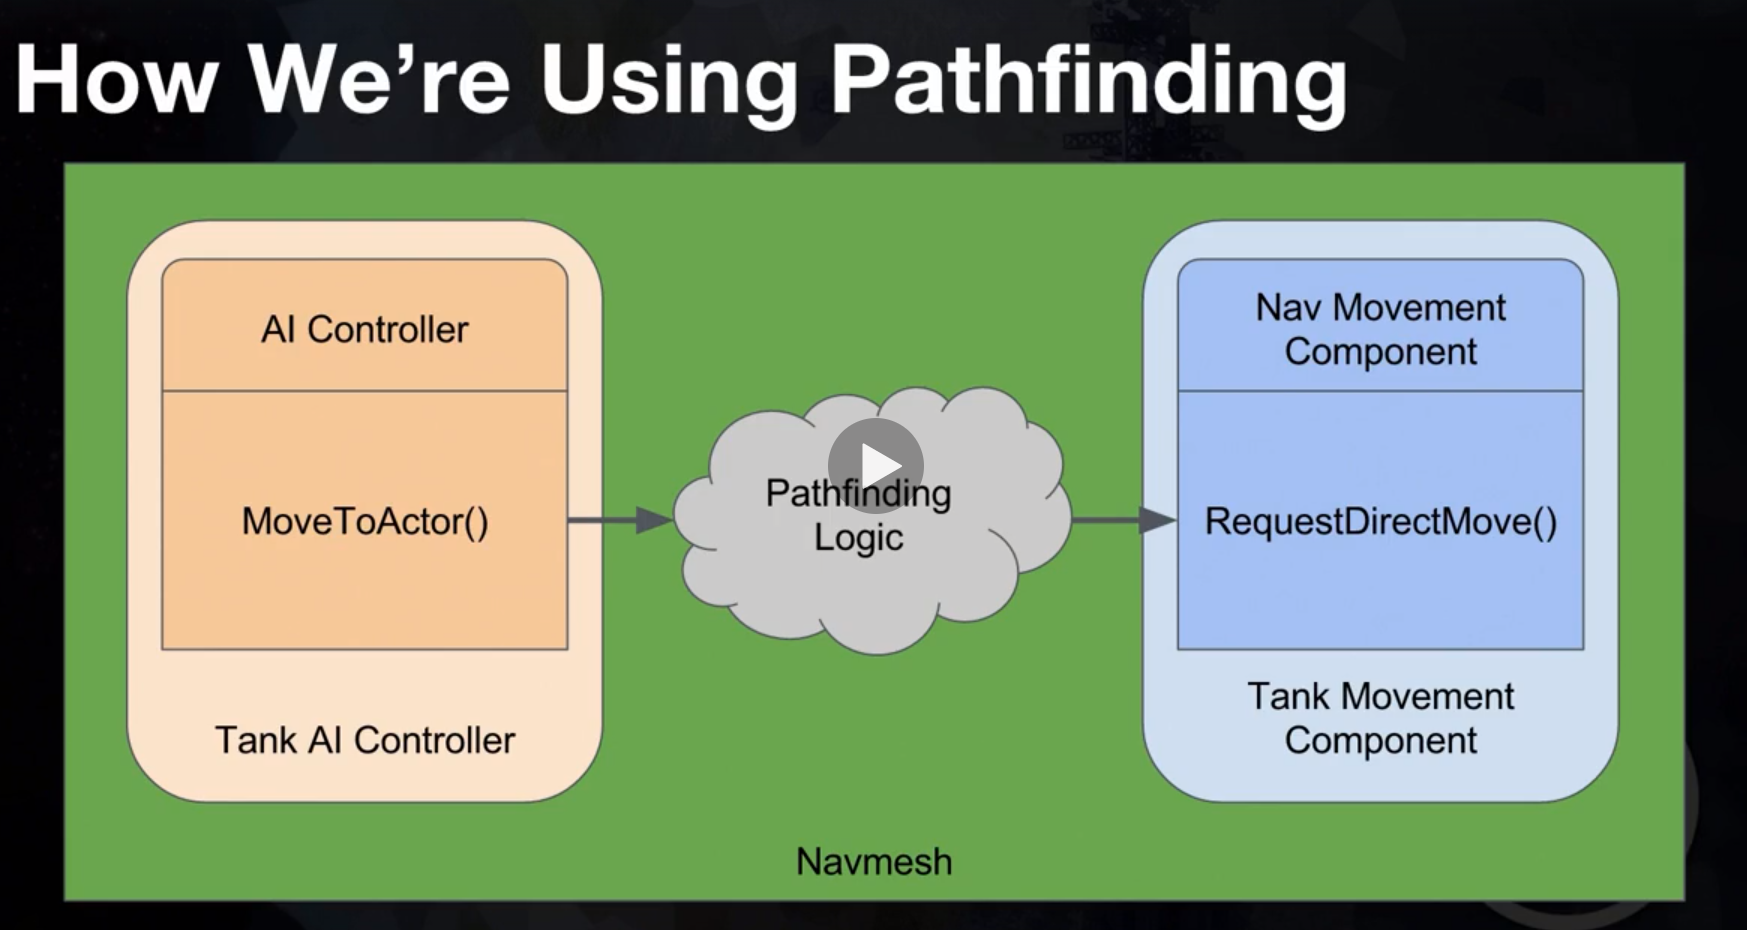 How We’re Using Pathfinding
AI Controller
MoveToActor()
Tank AI Controller
Pathfinding
Logic
Nav Movement
Component
RequestDirectMove()
Tank Movement
Component
Navmesh